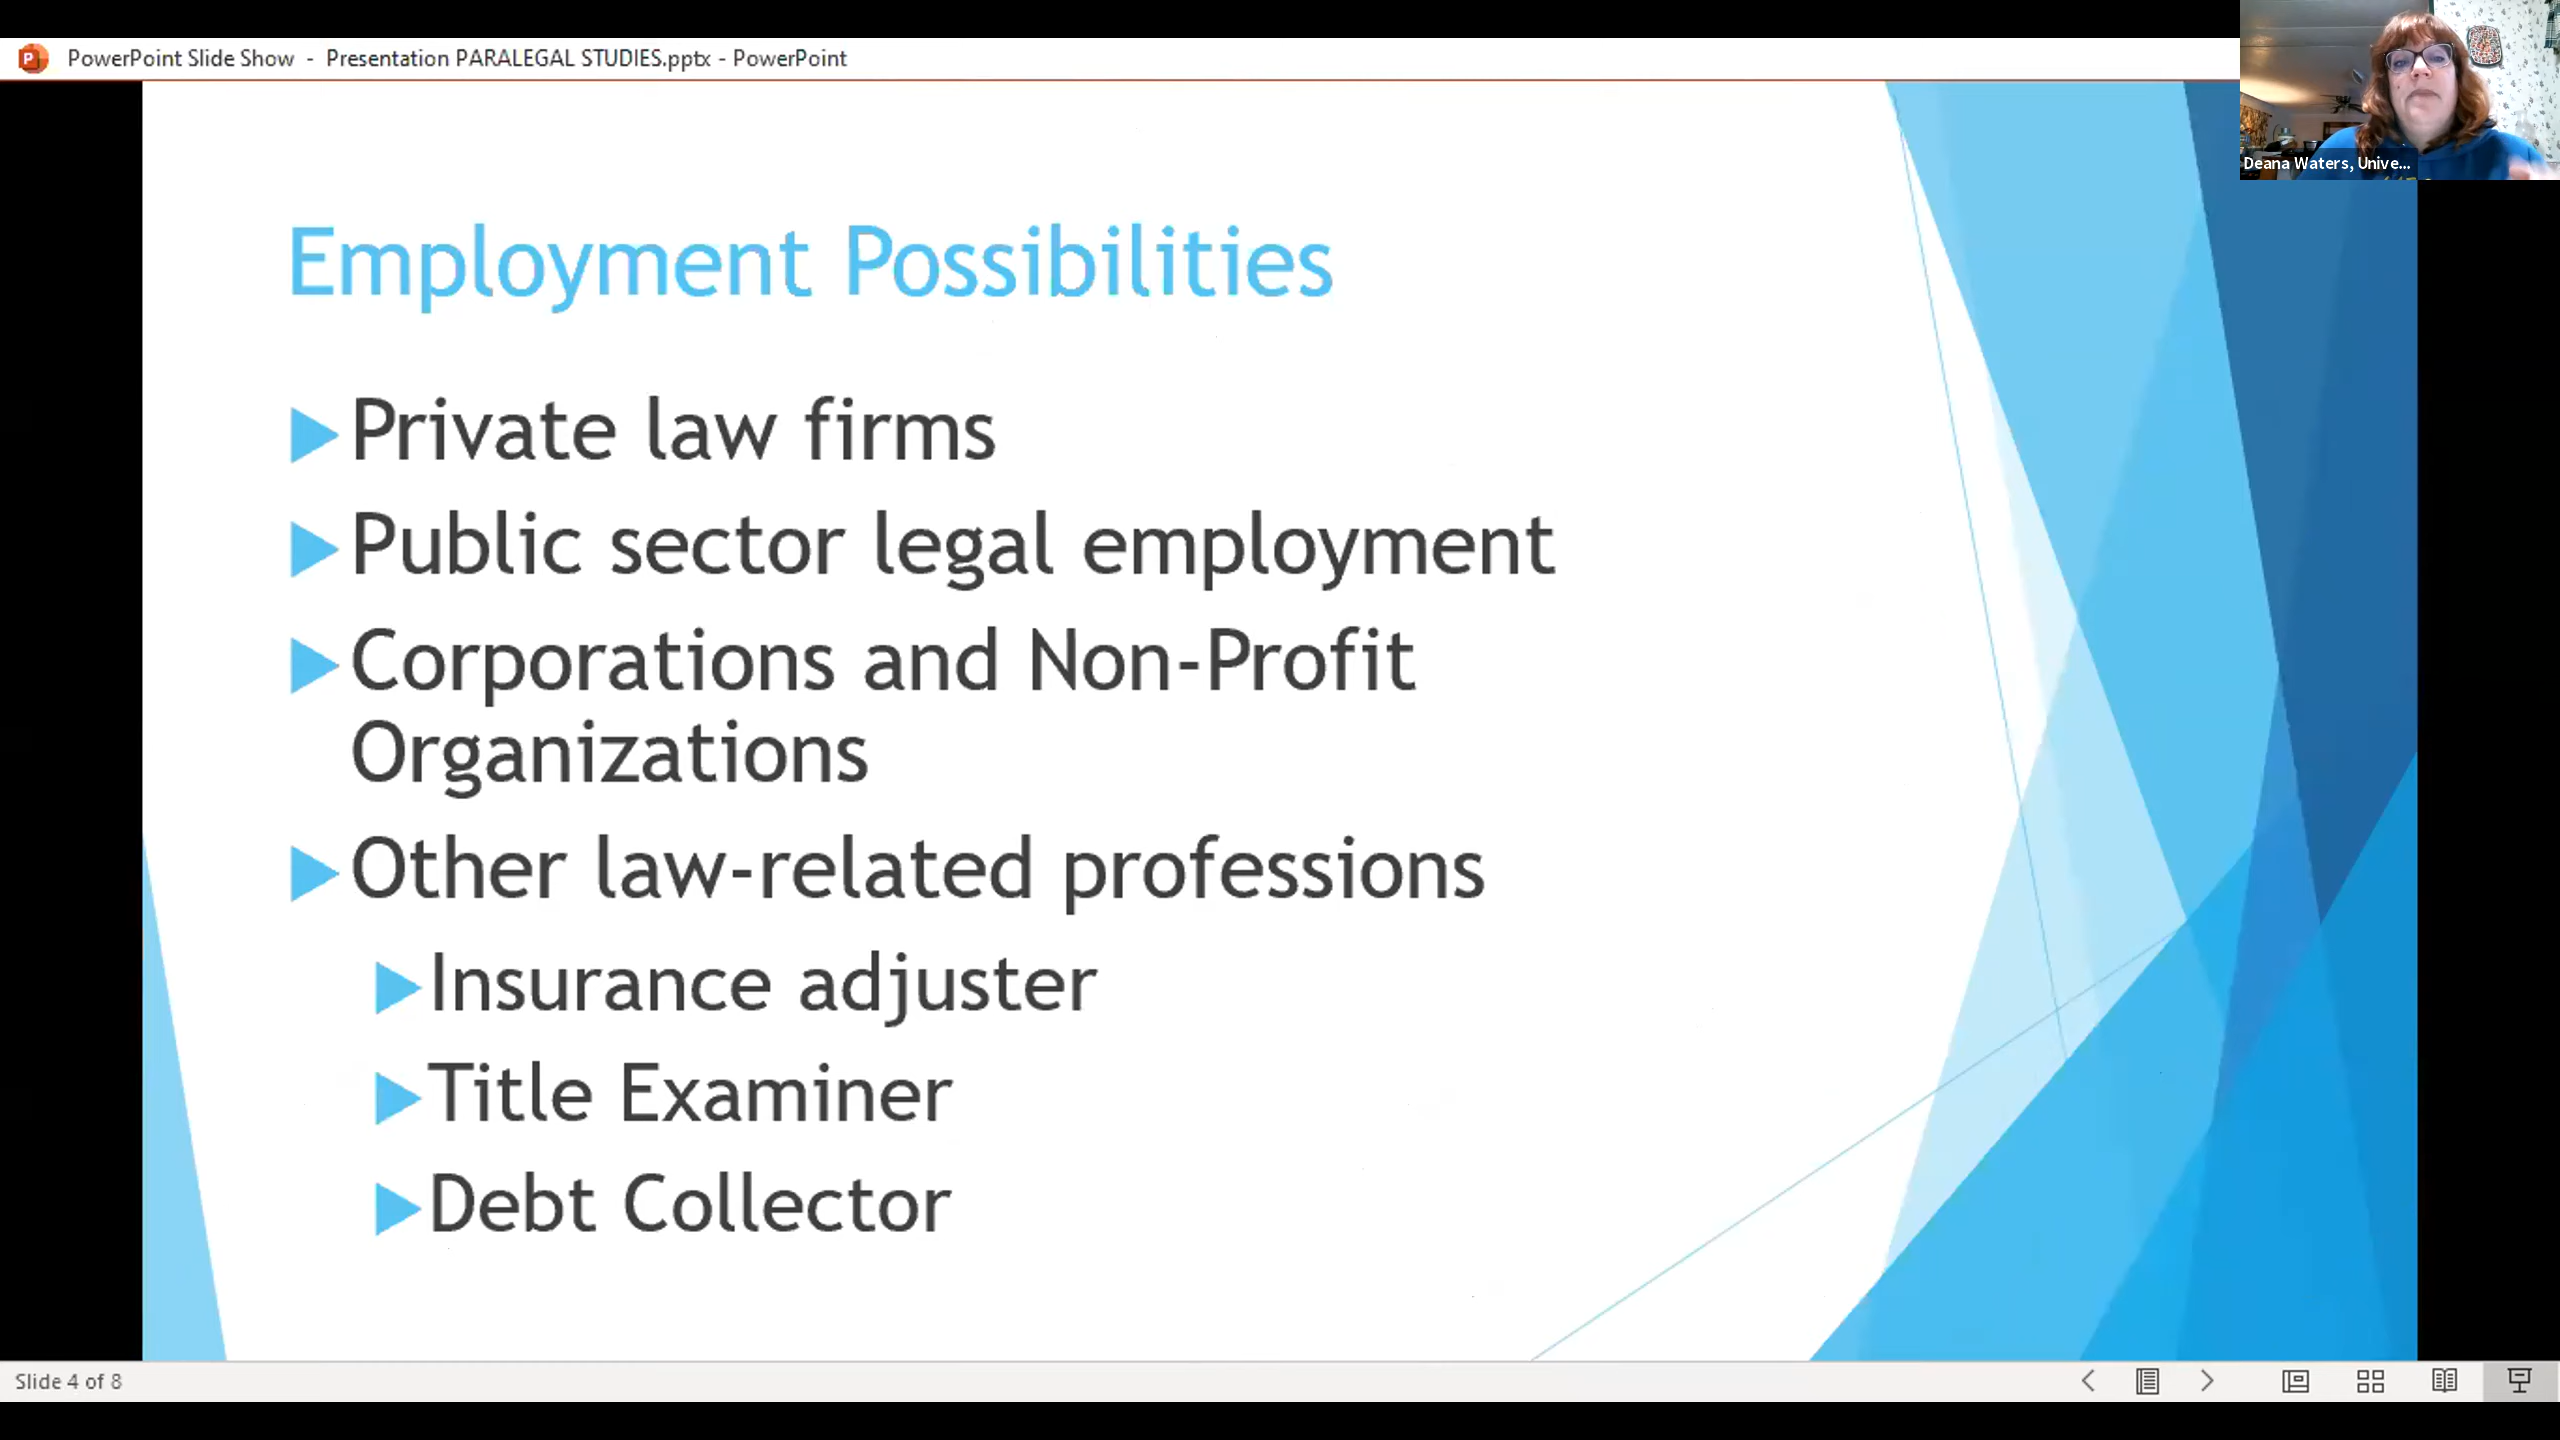 PowerPoint Slide Show - Presentation PARALEGAL STUDIES.pptx - PowerPoint
Deana Waters, Unive...
Employment Possibilities
Private law firms
Public sector legal employment
Corporations and Non-Profit
Organizations
Other law-related professions
Insurance adjuster
Title Examiner
Debt Collector
Slide 4 of 8